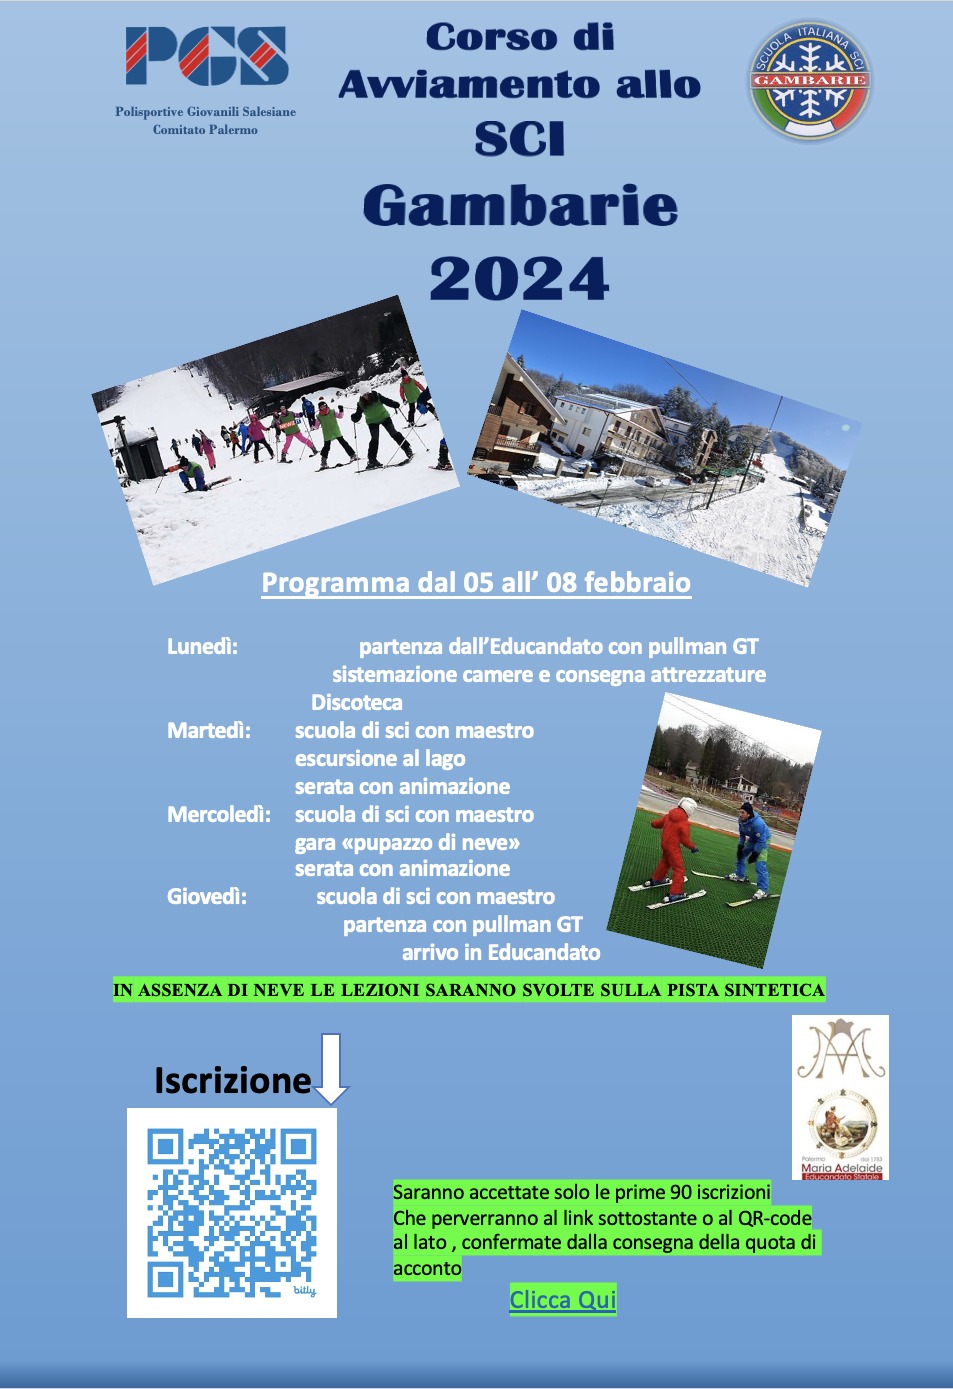 PGS
Polisportive Giovanili Salesiane
Comitato Palermo
Corso di
Avviamento allo
SCI
Gambarie
2024
SCUOLA ITALIANA SCI
GAMBARIE
Programma dal 05 all’ 08 febbraio
Lunedì: partenza dall’Educandato con pullman GT
sistemazione camere e consegna attrezzature
Discoteca
Martedì: scuola di sci con maestro
escursione al lago
serata con animazione
Mercoledì: scuola di sci con maestro
gara «pupazzo di neve»
serata con animazione
Giovedì: scuola di sci con maestro
partenza con pullman GT
arrivo in Educandato
IN ASSENZA DI NEVE LE LEZIONI SARANNO SVOLTE SULLA PISTA SINTETICA
Iscrizione
bitly
Palermo dal 1783
Maria Adelaide
Educandato Statale
Saranno accettate solo le prime 90 iscrizioni
Che perverranno al link sottostante o al QR-code
al lato , confermate dalla consegna della quota di
acconto
Clicca Qui